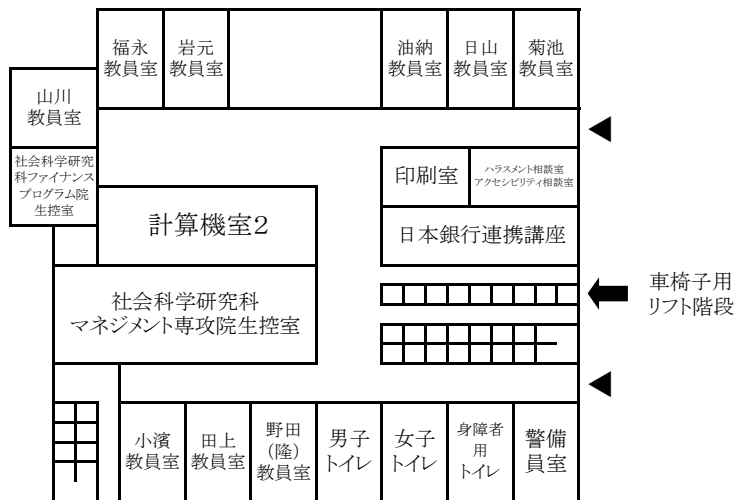 福永
教員室
岩元
教員室
油納
教員室
日山
教員室
菊池
教員室
山川
教員室
社会科学研究
科ファイナンス
プログラム院
生控室
印刷室
ハラスメント相談室
アクセシビリティ相談室
計算機室2
日本銀行連携講座
社会科学研究科
マネジメント専攻院生控室
車椅子用
リフト階段
小濱
教員室
田上
教員室
野田
(隆)
教員室
男子
トイレ
女子
トイレ
身障者
用
トイレ
警備
員室